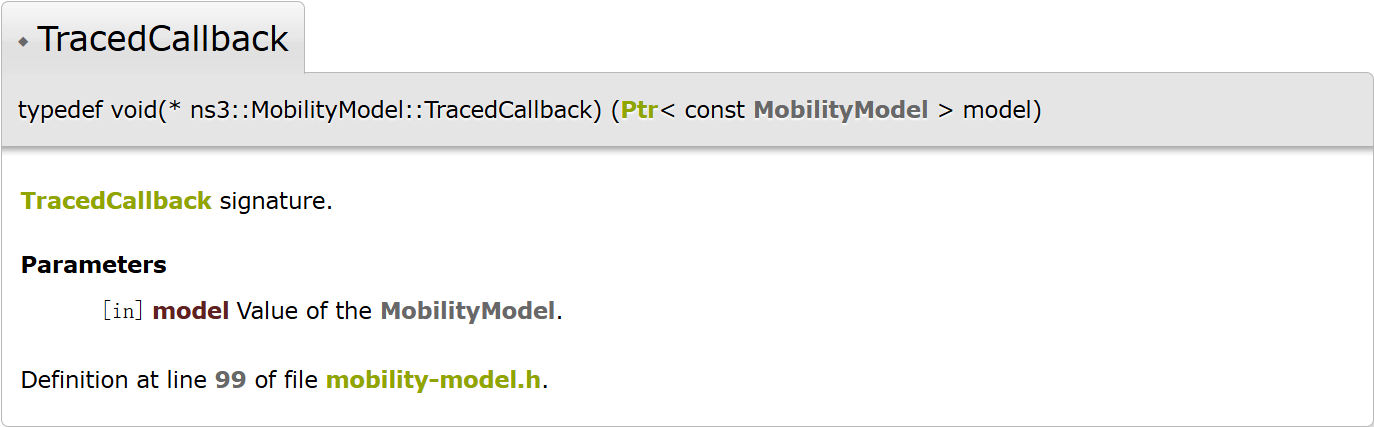 ◆ TracedCallback
typedef void(* ns3::MobilityModel::TracedCallback) (Ptr< const MobilityModel > model)
TracedCallback signature.
Parameters
[in] model Value of the MobilityModel.
Definition at line 99 of file mobility-model.h.